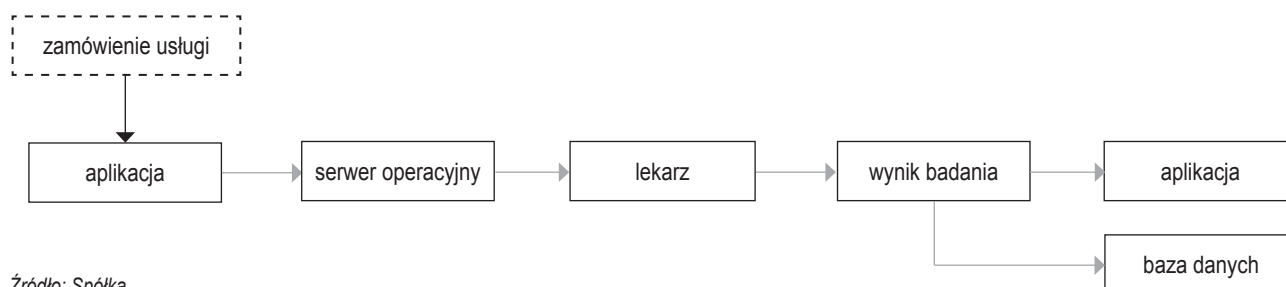 zamówienie usługi
aplikacja
serwer operacyjny
lekarz
wynik badania
aplikacja
baza danych
Źródło: Spółka